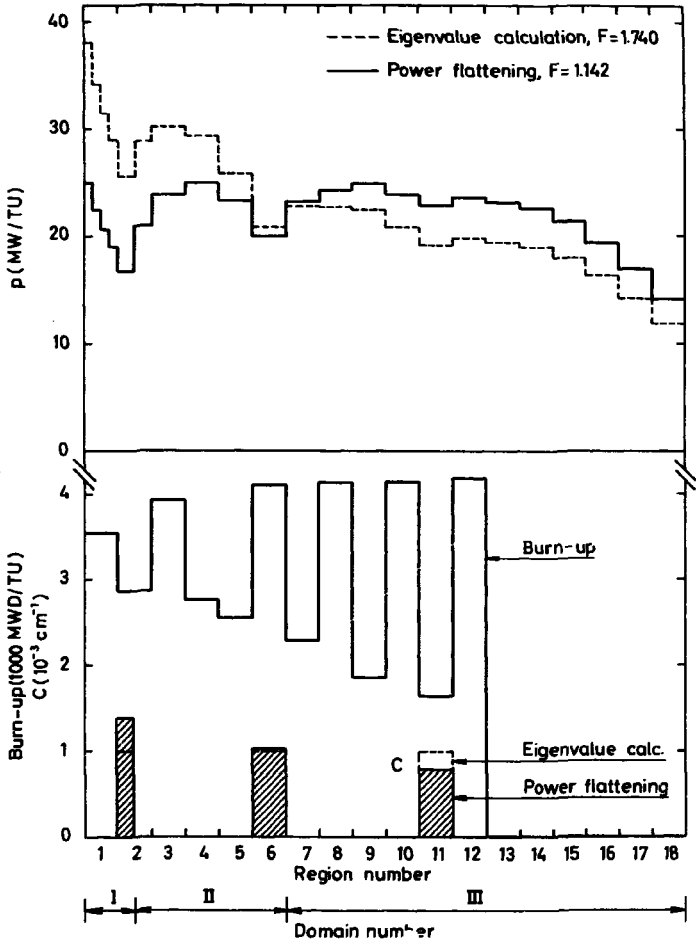 40
30
20
10
0
p (MW/TU)
Eigenvalue calculation, F=1.740
Power flattening, F=1.142
4
3
2
1
0
Burn-up (1000 MWD/TU)
C (10⁻³ cm⁻¹)
Burn-up
C
Eigenvalue calc.
Power flattening
1 2 3 4 5 6 7 8 9 10 11 12 13 14 15 16 17 18
Region number
I II III
Domain number